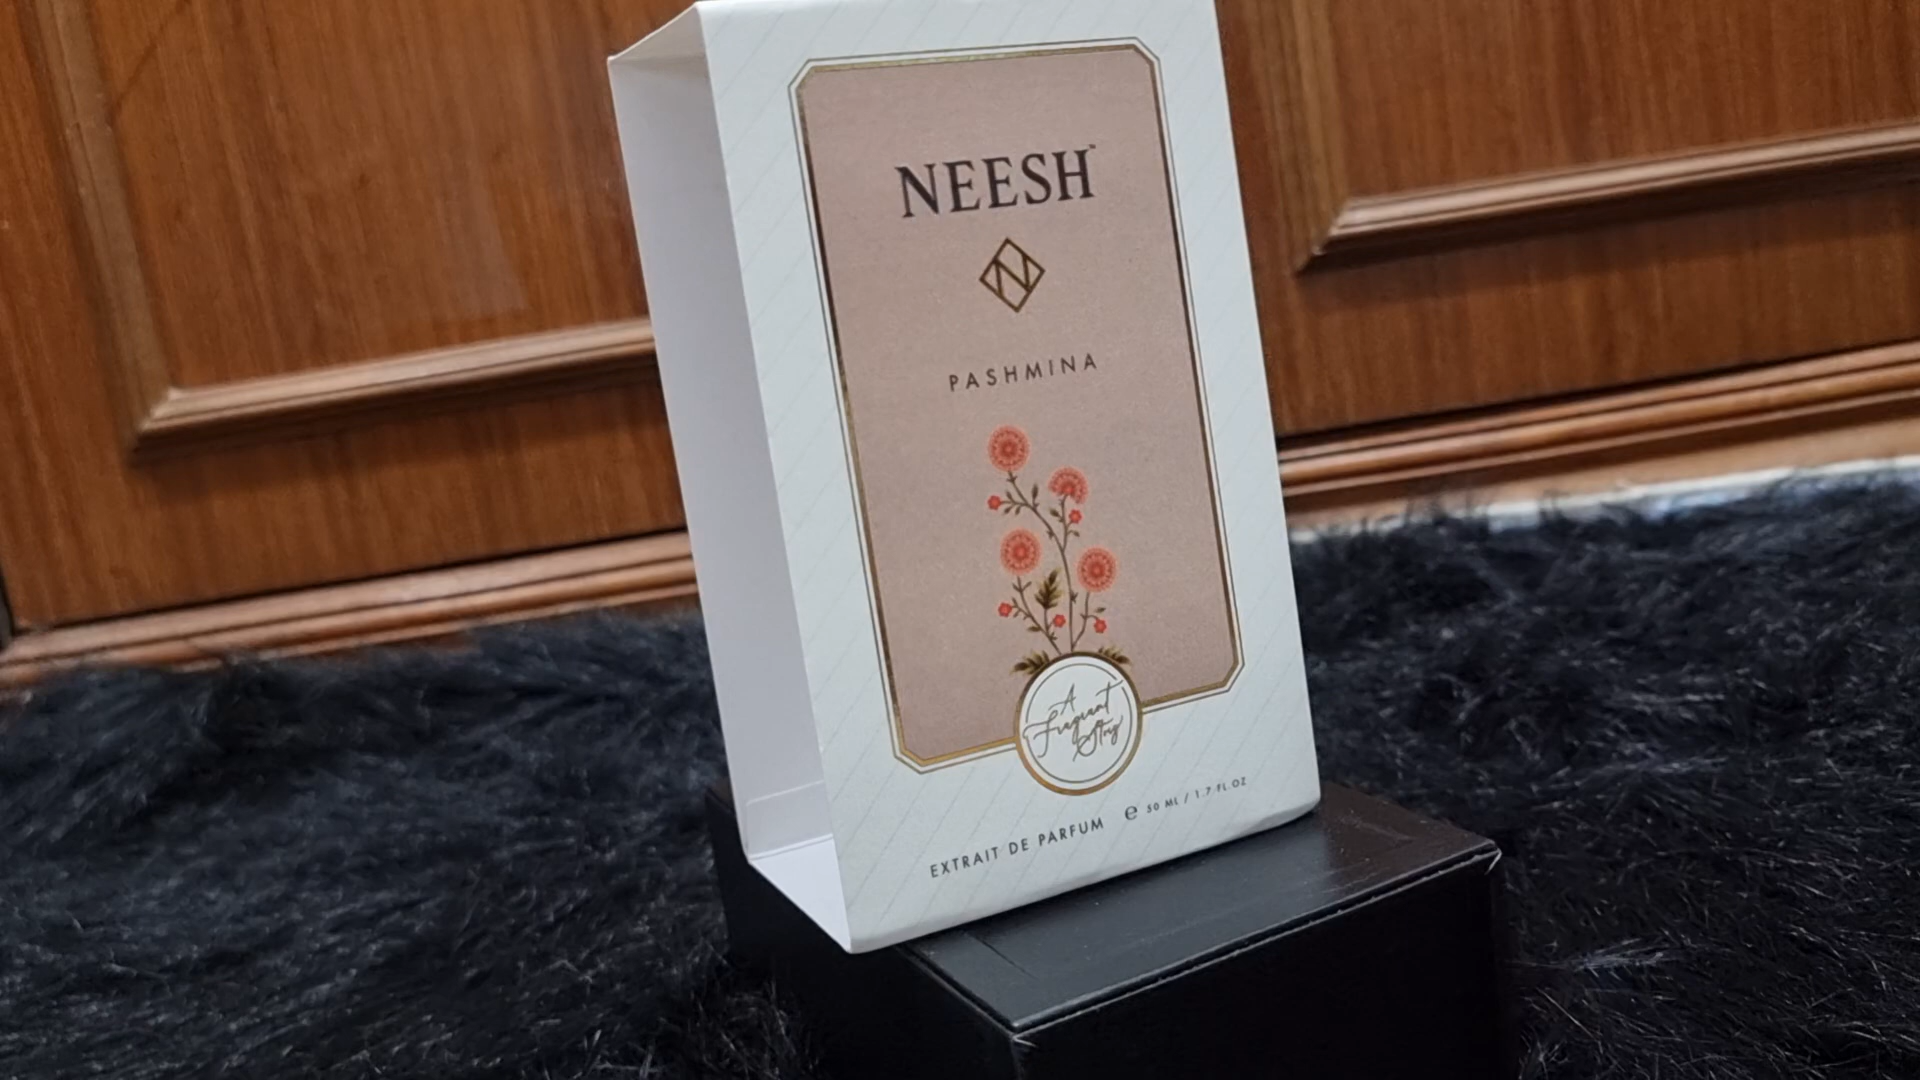 NEESH™
PASHMINA
A
Fragrant
Story
EXTRAIT DE PARFUM ℮ 50 ML / 1.7 FL.OZ